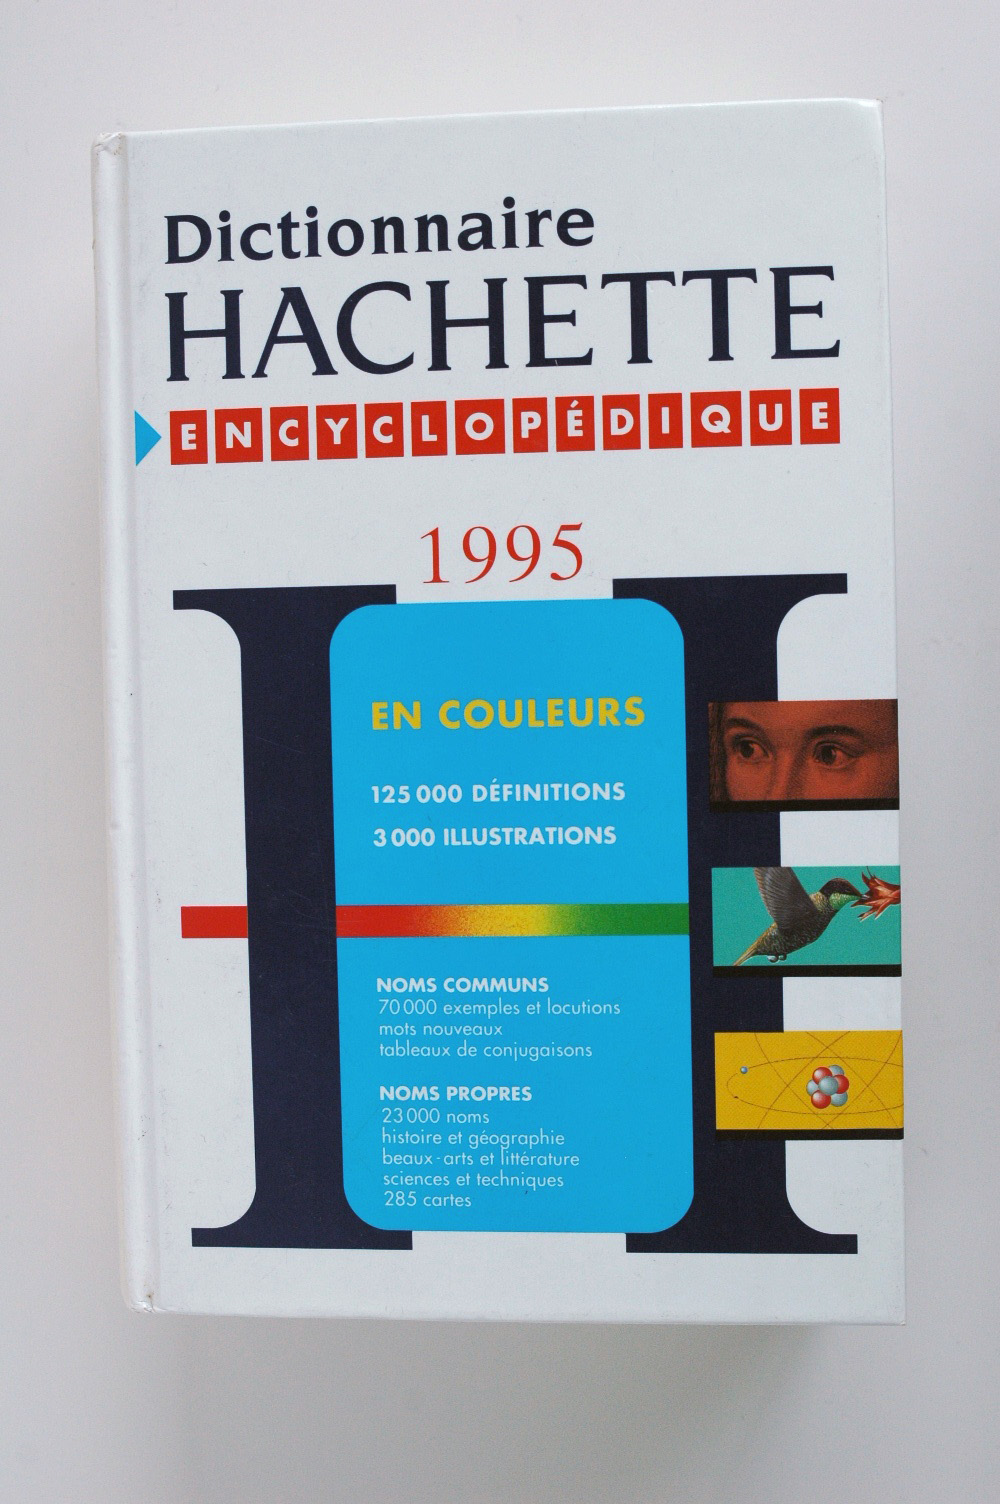 Dictionnaire
HACHETTE
ENCYCLOPÉDIQUE
1995
EN COULEURS
125 000 DÉFINITIONS
3 000 ILLUSTRATIONS
NOMS COMMUNS
70 000 exemples et locutions
mots nouveaux
tableaux de conjugaisons
NOMS PROPRES
23 000 noms
histoire et géographie
beaux-arts et littérature
sciences et techniques
285 cartes